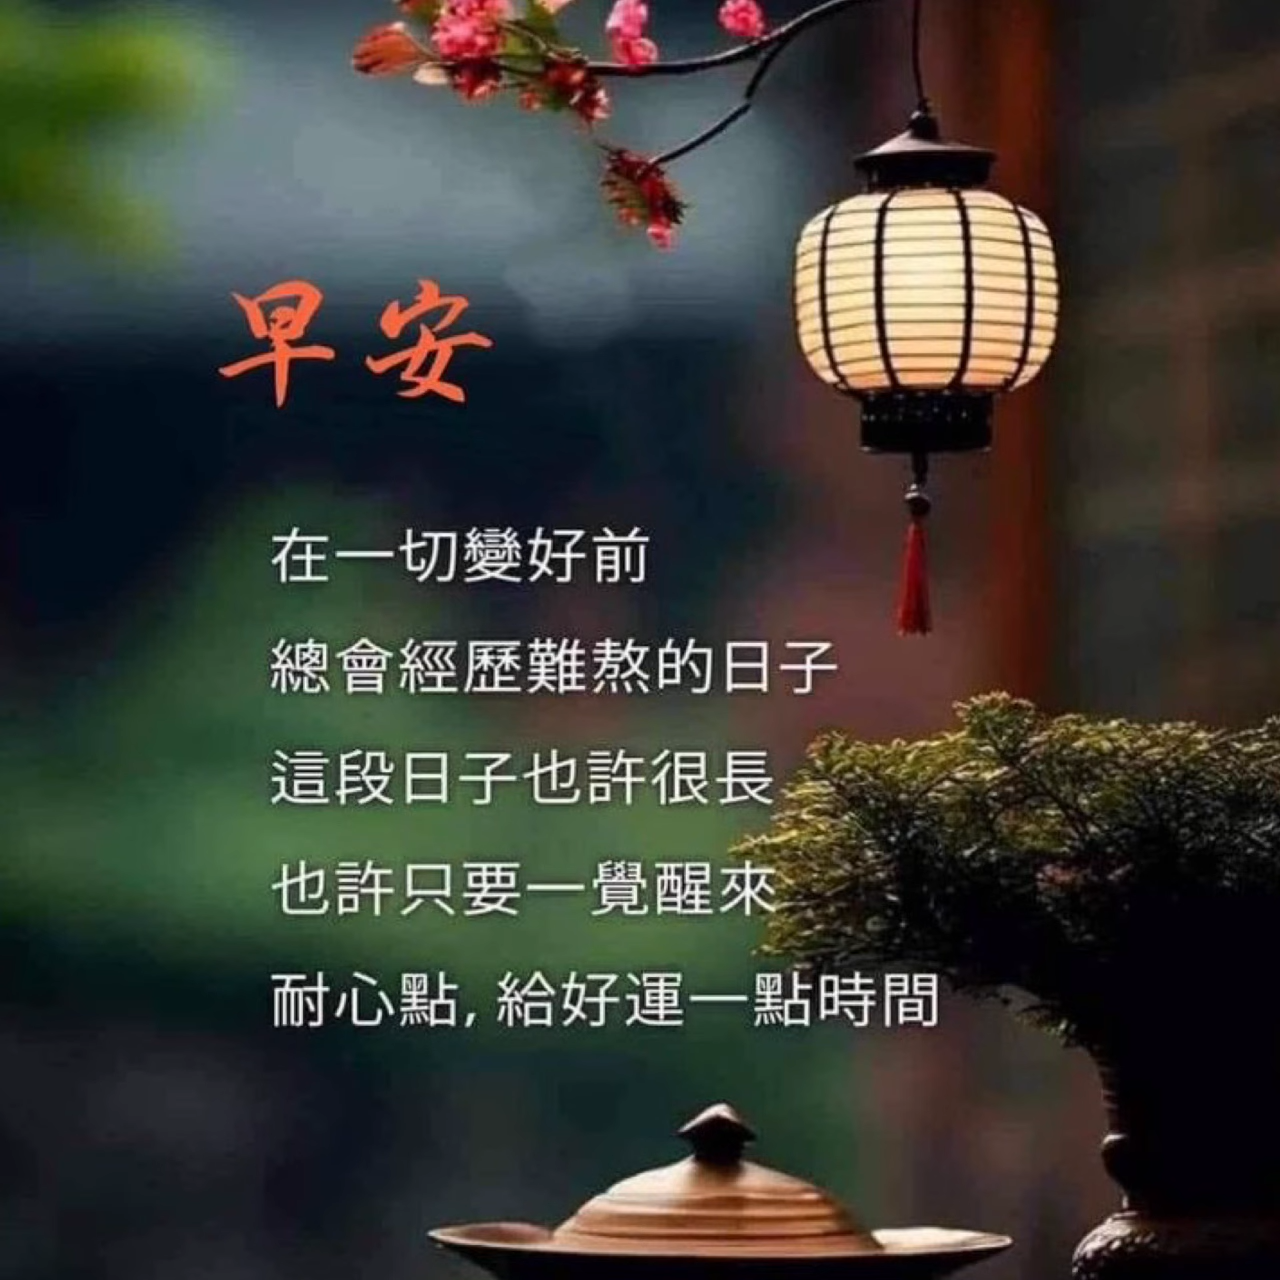 早安
在一切變好前
總會經歷難熬的日子
這段日子也許很長
也許只要一覺醒來
耐心點, 給好運一點時間